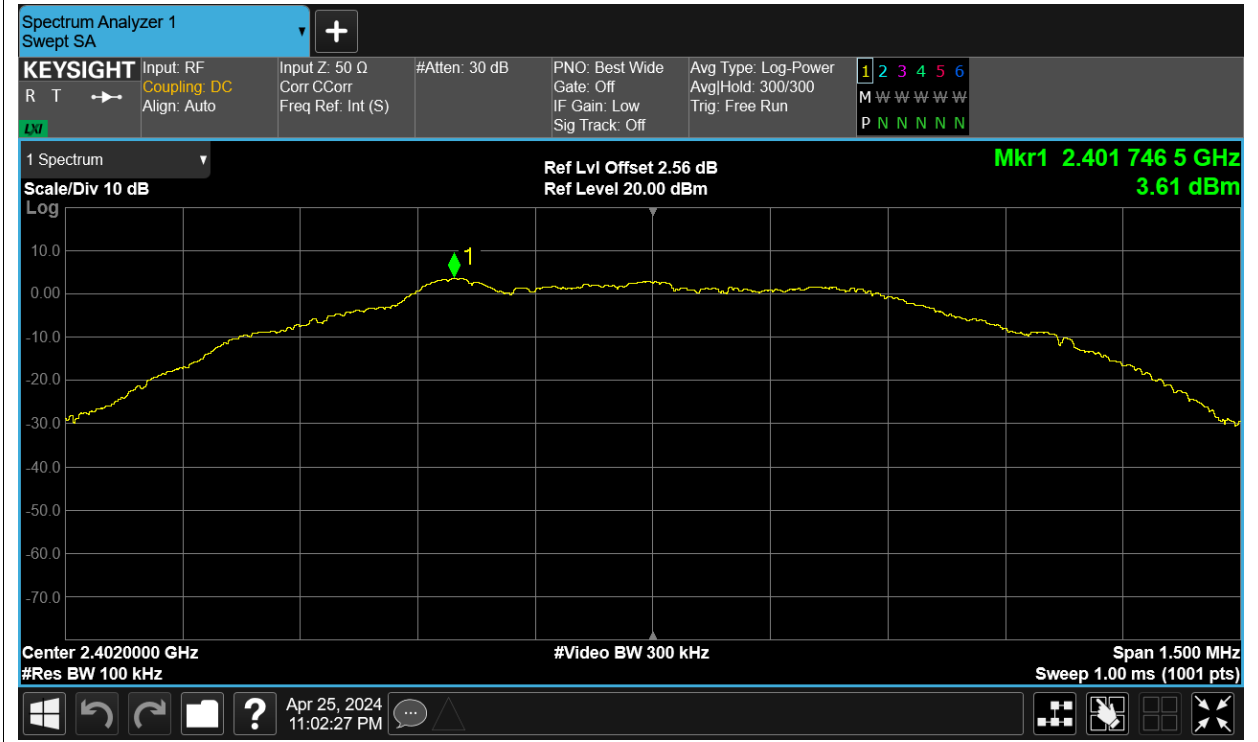 Spectrum Analyzer 1
Swept SA
KEYSIGHT
R T
LXI
Input: RF
Coupling: DC
Align: Auto
Input Z: 50 Ω
Corr CCorr
Freq Ref: Int (S)
#Atten: 30 dB
PNO: Best Wide
Gate: Off
IF Gain: Low
Sig Track: Off
Avg Type: Log-Power
Avg|Hold: 300/300
Trig: Free Run
1 2 3 4 5 6
M W W W W W
P N N N N N
1 Spectrum
Scale/Div 10 dB
Log
Ref Lvl Offset 2.56 dB
Ref Level 20.00 dBm
Mkr1 2.401 746 5 GHz
3.61 dBm
1
10.0
0.00
-10.0
-20.0
-30.0
-40.0
-50.0
-60.0
-70.0
Center 2.4020000 GHz
#Video BW 300 kHz
Span 1.500 MHz
#Res BW 100 kHz
Sweep 1.00 ms (1001 pts)
?
Apr 25, 2024
11:02:27 PM